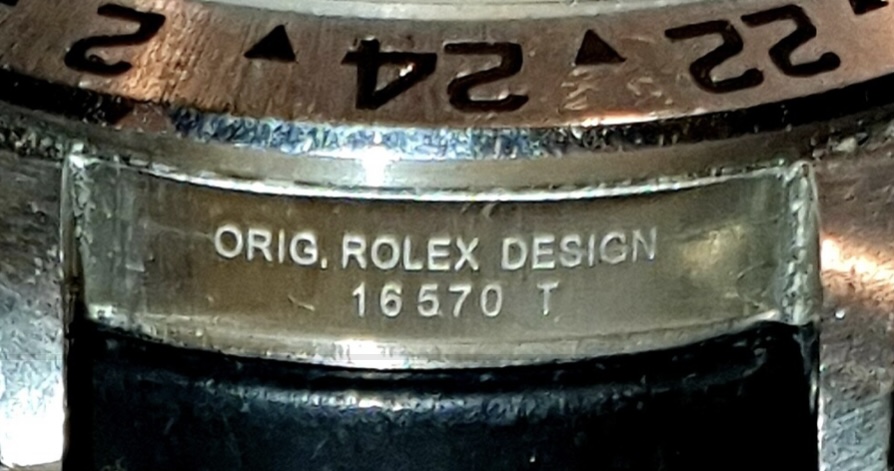 2 ▲ 24 ▲ 22
ORIG. ROLEX DESIGN
16570 T